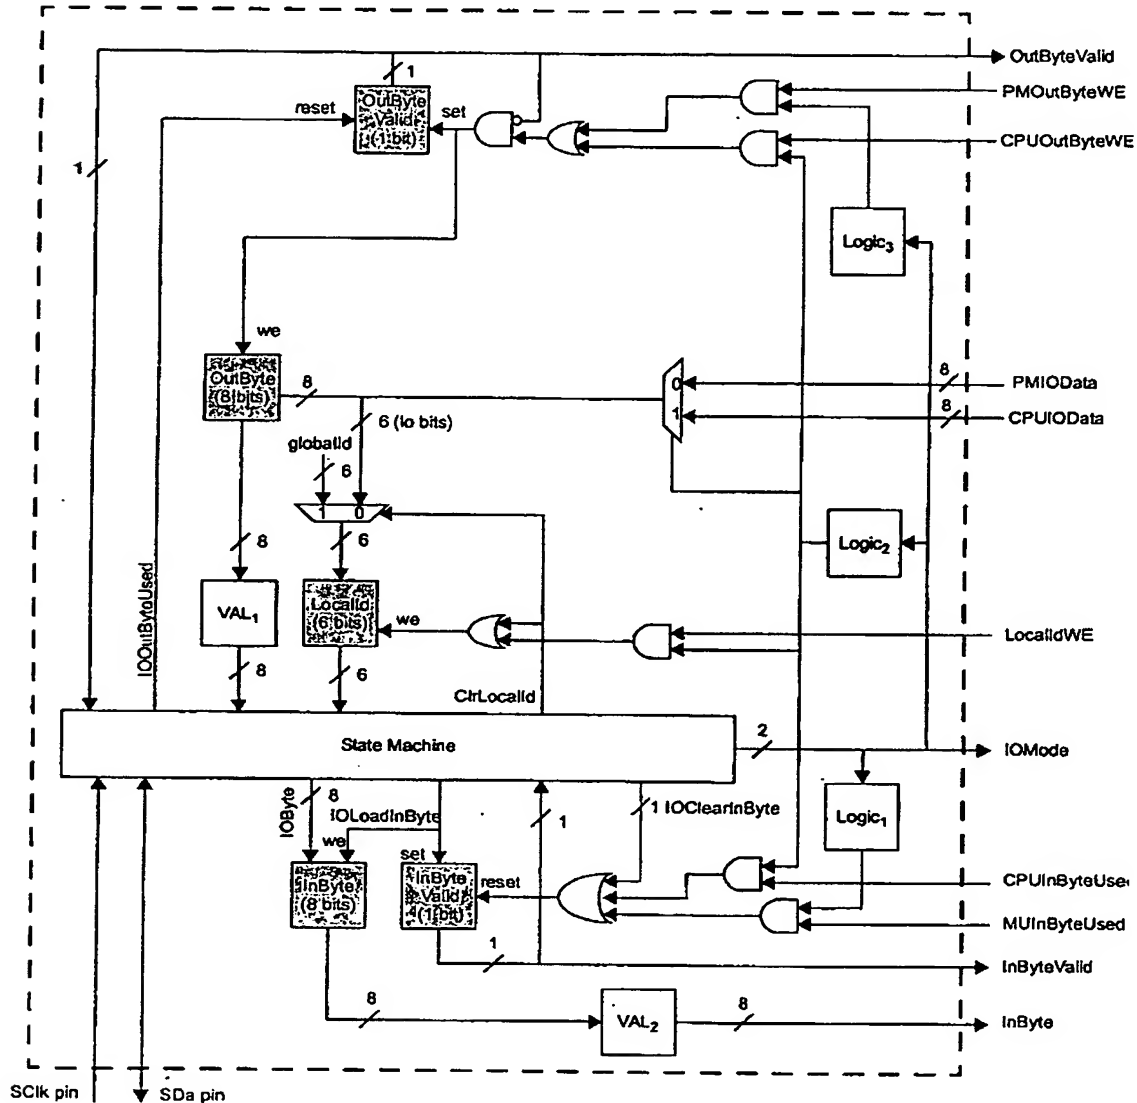 OutByteValid
1
OutByte
Valid
(1 bit)
reset
set
PMOutByteWE
CPUOutByteWE
1
Logic3
we
OutByte
(8 bits)
8
6 (lo bits)
0
1
8
PMIOData
8
CPUIOData
globalId
6
1 0
8
6
Logic2
IOOutByteUsed
VAL1
LocalId
(6 bits)
we
LocalIdWE
8
6
ClrLocalId
State Machine
2
IOMode
IOByte
8
IOLoadInByte
1
1 IOClearInByte
Logic1
we
set
InByte
(8 bits)
InByte
Valid
(1 bit)
reset
CPUInByteUse
MUInByteUsed
1
InByteValid
8
VAL2
8
InByte
SClk pin
SDa pin